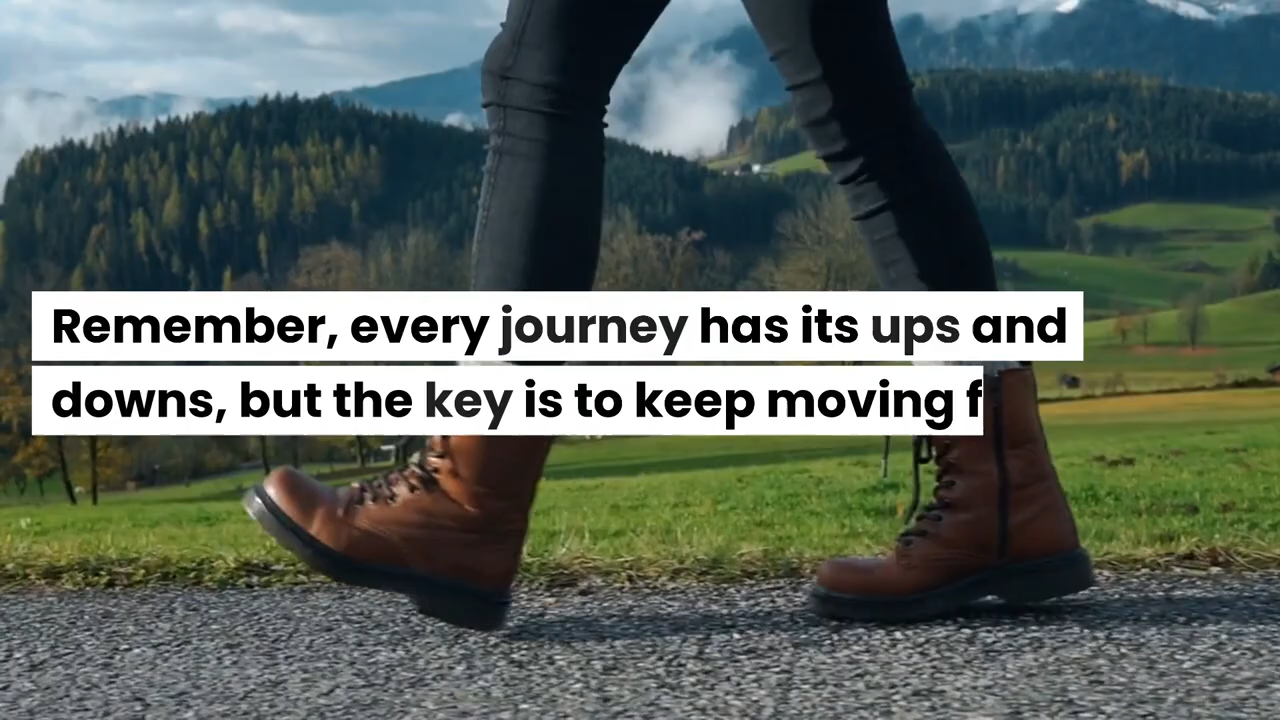 Remember, every journey has its ups and
downs, but the key is to keep moving f